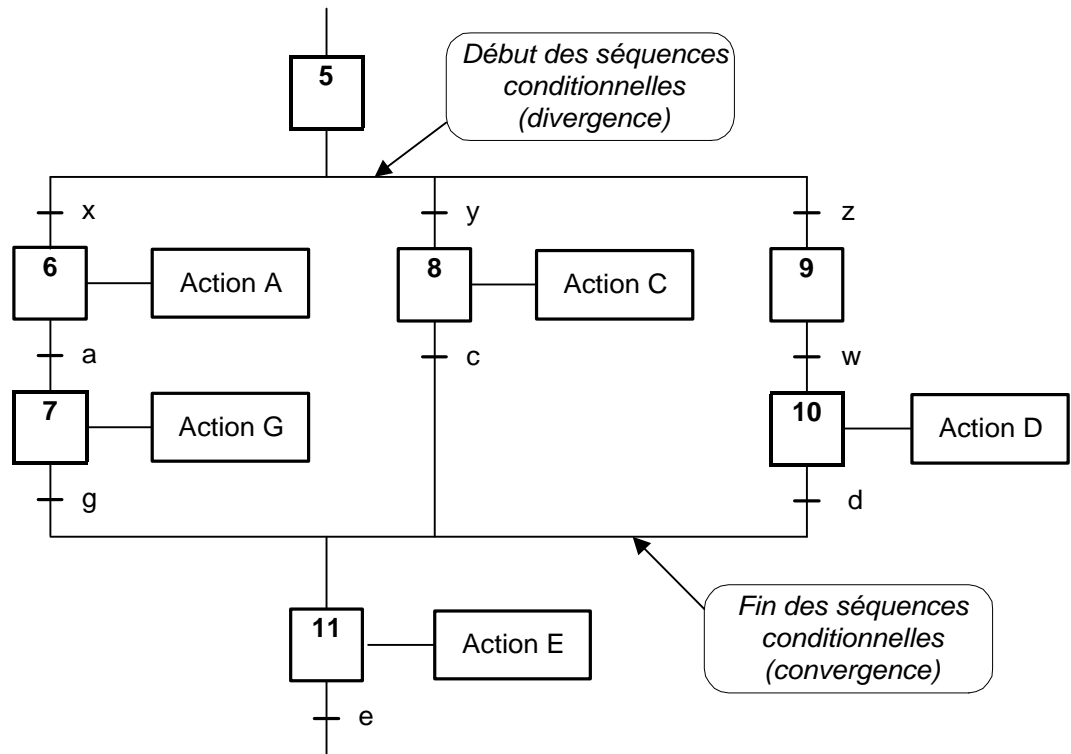 5
Début des séquences
conditionnelles
(divergence)
x
y
z
6
Action A
8
Action C
9
a
c
w
7
Action G
10
Action D
g
d
11
Action E
Fin des séquences
conditionnelles
(convergence)
e